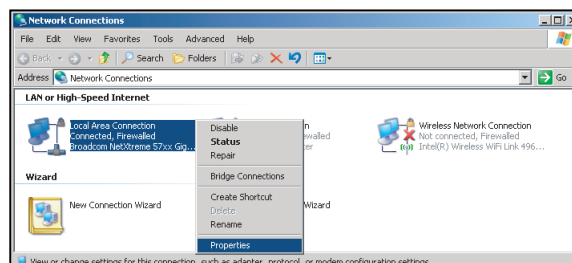 Network Connections
File Edit View Favorites Tools Advanced Help
Back Search Folders
Address Network Connections Go
LAN or High-Speed Internet
Local Area Connection
Connected, Firewalled
Broadcom NetXtreme 57xx Gig...
Disable
Status
Repair
Bridge Connections
Create Shortcut
Delete
Rename
Properties
n
ewalled
ter
Wireless Network Connection
Not connected, Firewalled
Intel(R) Wireless WiFi Link 496...
Wizard
New Connection Wizard
Wizard
View or change settings for this connection, such as adapter, protocol, or modem configuration settings.